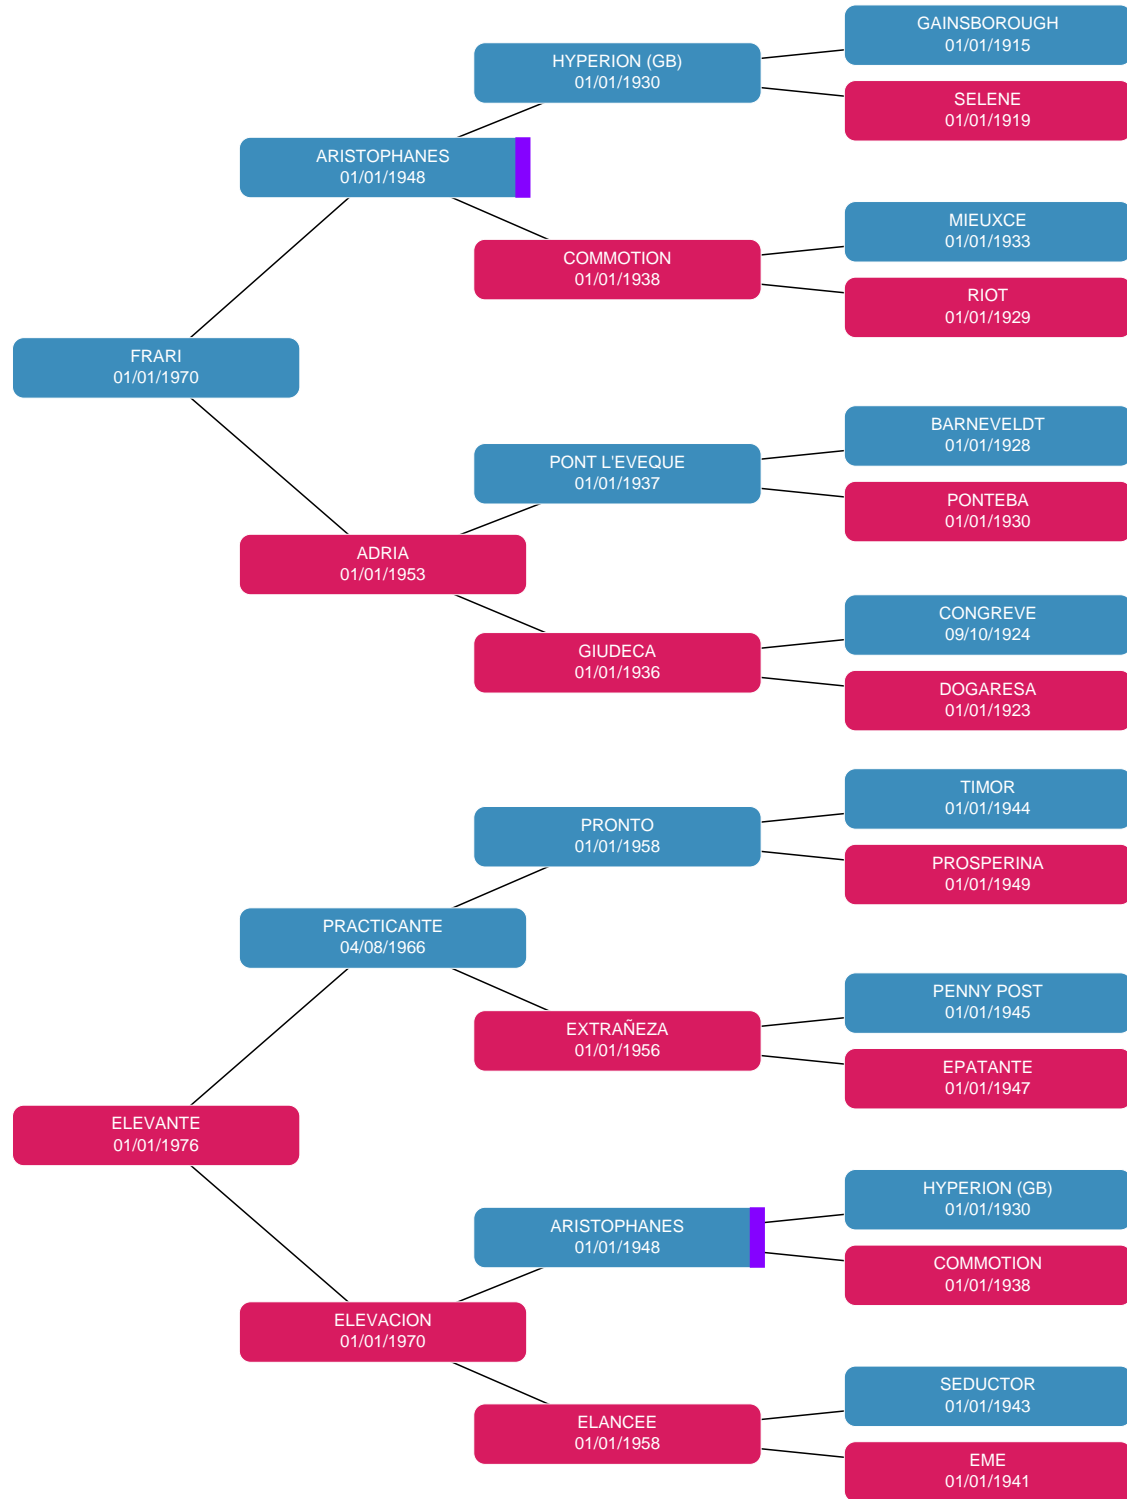 GAINSBOROUGH
01/01/1915
HYPERION (GB)
01/01/1930
SELENE
01/01/1919
ARISTOPHANES
01/01/1948
MIEUXCE
01/01/1933
COMMOTION
01/01/1938
RIOT
01/01/1929
FRARI
01/01/1970
BARNEVELDT
01/01/1928
PONT L'EVEQUE
01/01/1937
PONTEBA
01/01/1930
ADRIA
01/01/1953
CONGREVE
09/10/1924
GIUDECA
01/01/1936
DOGARESA
01/01/1923
TIMOR
01/01/1944
PRONTO
01/01/1958
PROSPERINA
01/01/1949
PRACTICANTE
04/08/1966
PENNY POST
01/01/1945
EXTRAÑEZA
01/01/1956
EPATANTE
01/01/1947
ELEVANTE
01/01/1976
HYPERION (GB)
01/01/1930
ARISTOPHANES
01/01/1948
COMMOTION
01/01/1938
ELEVACION
01/01/1970
SEDUCTOR
01/01/1943
ELANCEE
01/01/1958
EME
01/01/1941